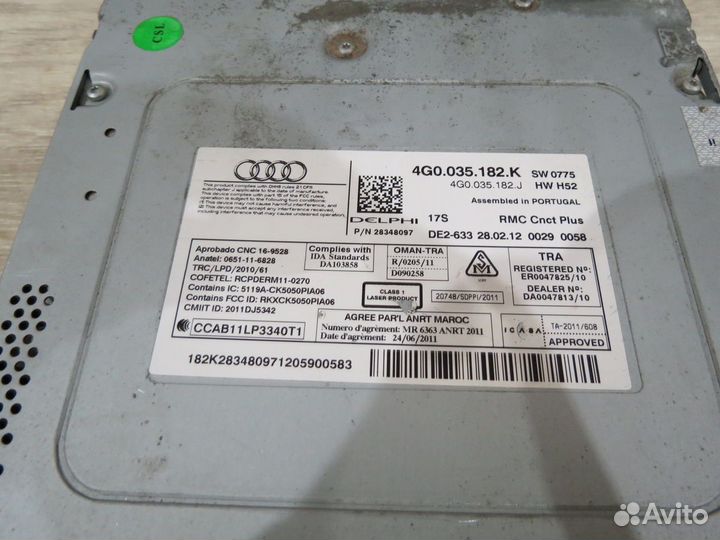 CSL
4G0.035.182.K SW 0775
4G0.035.182.J HW H52
Assembled in PORTUGAL
DELPHI 17S RMC Cnct Plus
P/N 28348097 DE2-633 28.02.12 0029 0058
Aprobado CNC 16-9528
Anatel: 0651-11-6828
TRC/LPD/2010/61
COFETEL: RCPDERM11-0270
Contains IC: 5119A-CK5050PIA06
Contains FCC ID: RKXCK5050PIA06
CMIIT ID: 2011DJ5342
CCAB11LP3340T1
Complies with
IDA Standards
DA103858
OMAN-TRA
R/0205/11
D090258
CLASS 1
LASER PRODUCT
20748/SDPPI/2011
TRA
REGISTERED No:
ER0047825/10
DEALER No:
DA0047813/10
AGREE PAR'L ANRT MAROC
Numero d'agrément: MR 6363 ANRT 2011
Date d'agrément: 24/06/2011
ICASA
TA-2011/608
APPROVED
182K283480971205900583
Avito